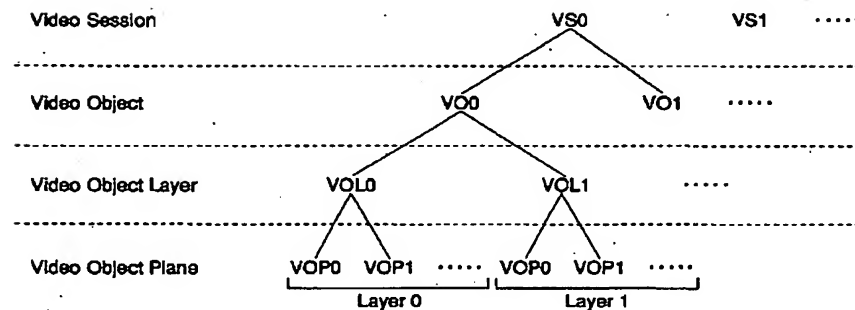 Video Session VS0 VS1 .....
Video Object VO0 VO1 .....
Video Object Layer VOL0 VOL1 .....
Video Object Plane VOP0 VOP1 ..... VOP0 VOP1 .....
Layer 0 Layer 1